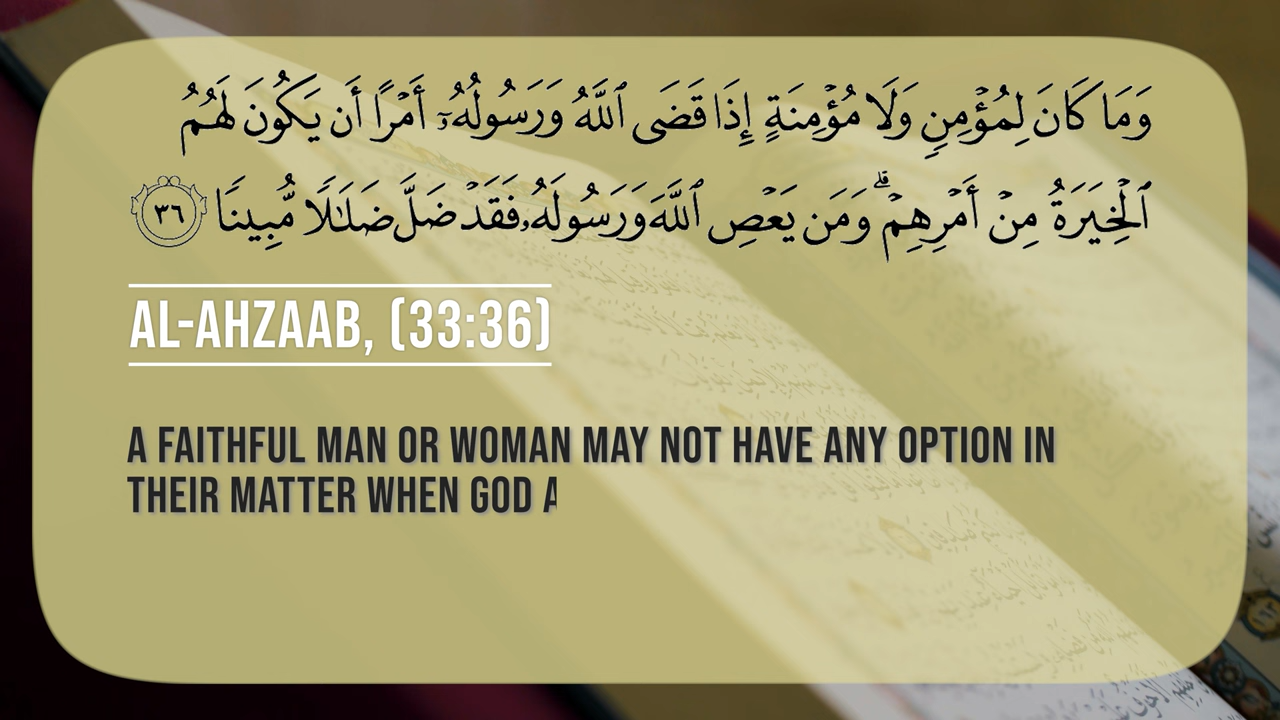 وَمَا كَانَ لِمُؤْمِنٍ وَلَا مُؤْمِنَةٍ إِذَا قَضَى ٱللَّهُ وَرَسُولُهُۥٓ أَمْرًا أَن يَكُونَ لَهُمُ
ٱلْخِيَرَةُ مِنْ أَمْرِهِمْ ۗ وَمَن يَعْصِ ٱللَّهَ وَرَسُولَهُۥ فَقَدْ ضَلَّ ضَلَـٰلًا مُّبِينًا ٣٦
AL-AHZAAB, (33:36)
A FAITHFUL MAN OR WOMAN MAY NOT HAVE ANY OPTION IN
THEIR MATTER WHEN GOD A